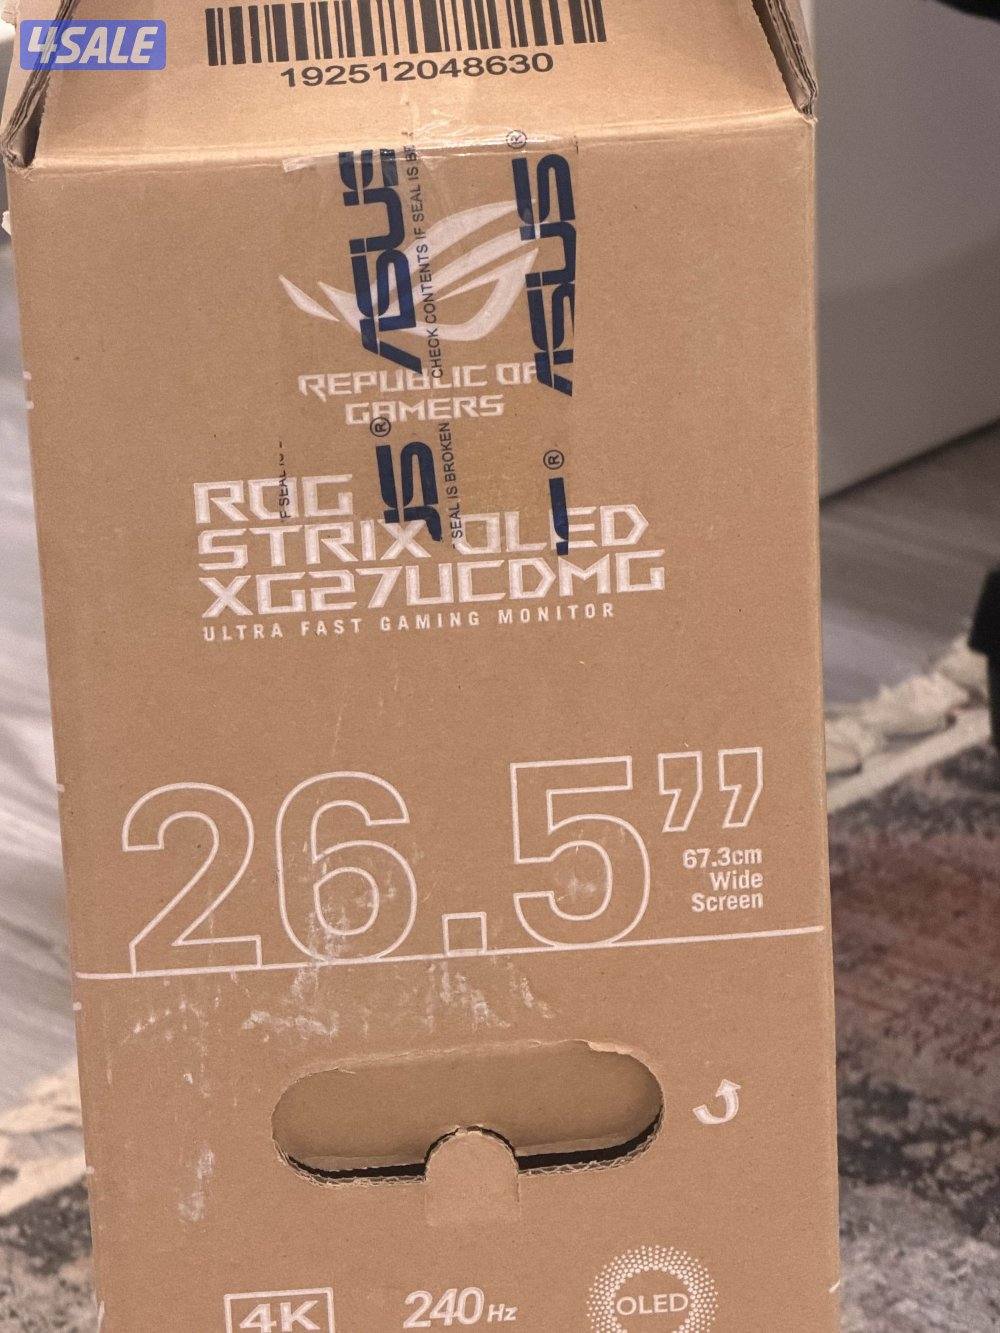 4SALE
192512048630
ASUS
CHECK CONTENTS IF SEAL IS
ASUS®
REPUBLIC OF
GAMERS
SEAL IS BROKEN
®
®
ROG
STRIX OLED
XG27UCDMG
ULTRA FAST GAMING MONITOR
26.5”
67.3cm
Wide
Screen
4K
240Hz
OLED